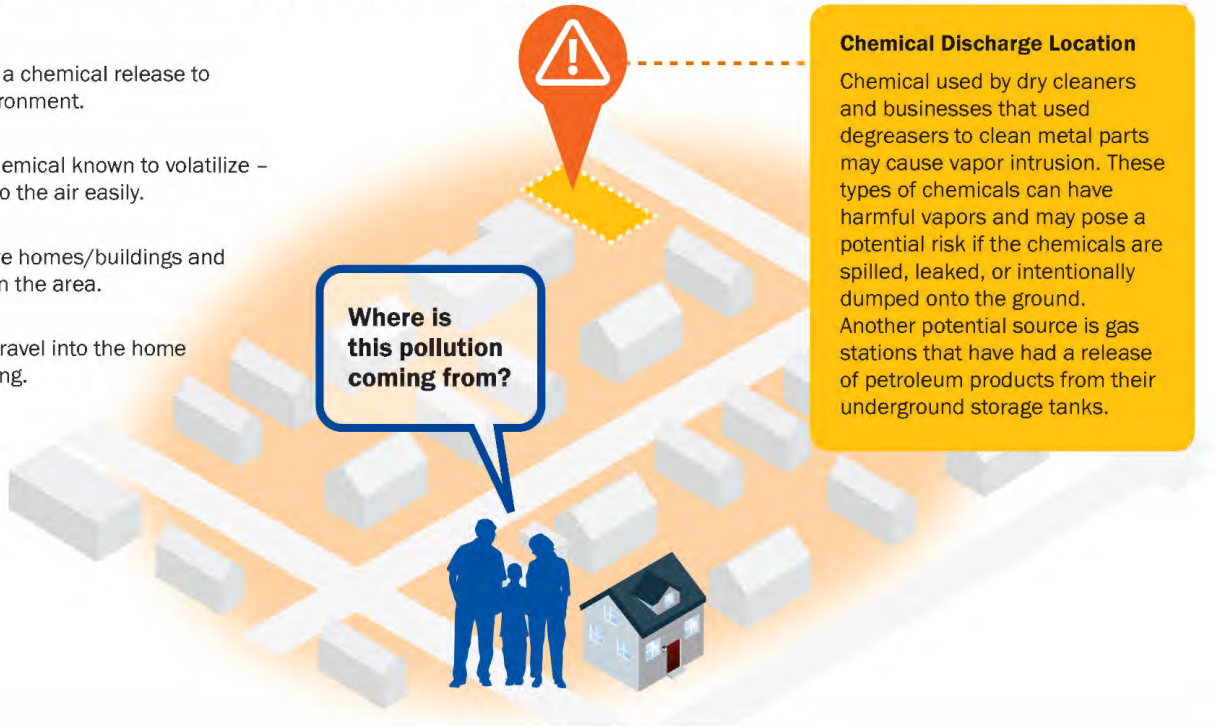 a chemical release to
ronment.
emical known to volatilize –
o the air easily.
e homes/buildings and
n the area.
ravel into the home
ng.
Where is
this pollution
coming from?
Chemical Discharge Location
Chemical used by dry cleaners
and businesses that used
degreasers to clean metal parts
may cause vapor intrusion. These
types of chemicals can have
harmful vapors and may pose a
potential risk if the chemicals are
spilled, leaked, or intentionally
dumped onto the ground.
Another potential source is gas
stations that have had a release
of petroleum products from their
underground storage tanks.